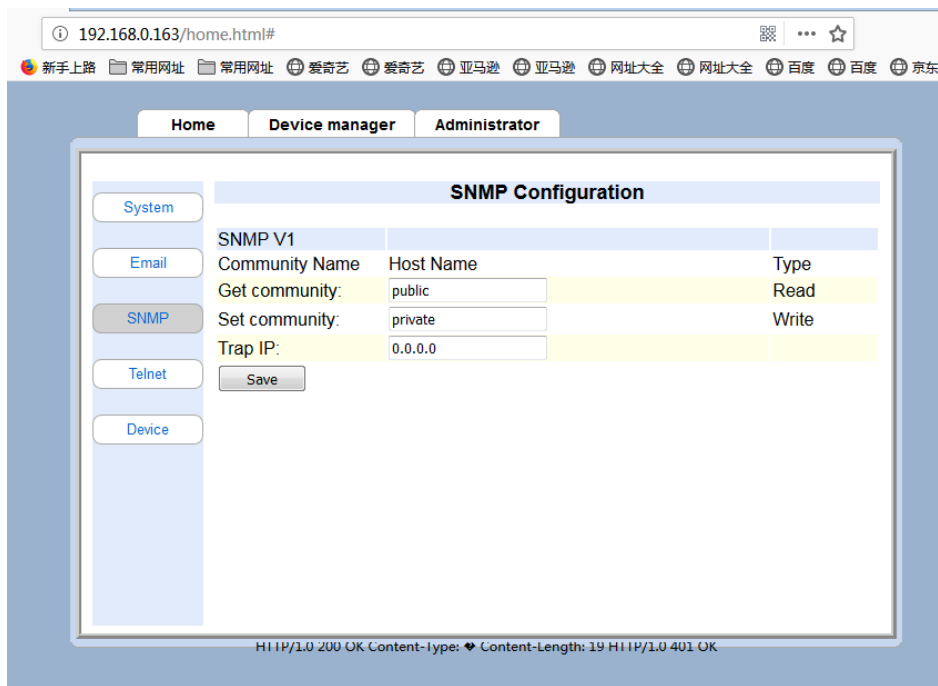 192.168.0.163/home.html#
新手上路 常用网址 常用网址 爱奇艺 爱奇艺 亚马逊 亚马逊 网址大全 网址大全 百度 百度 京东
Home Device manager Administrator
SNMP Configuration
System
SNMP V1
Email
Community Name Host Name Type
Get community: public Read
SNMP
Set community: private Write
Trap IP: 0.0.0.0
Telnet
Save
Device
HTTP/1.0 200 OK Content-Type: � Content-Length: 19 HTTP/1.0 401 OK